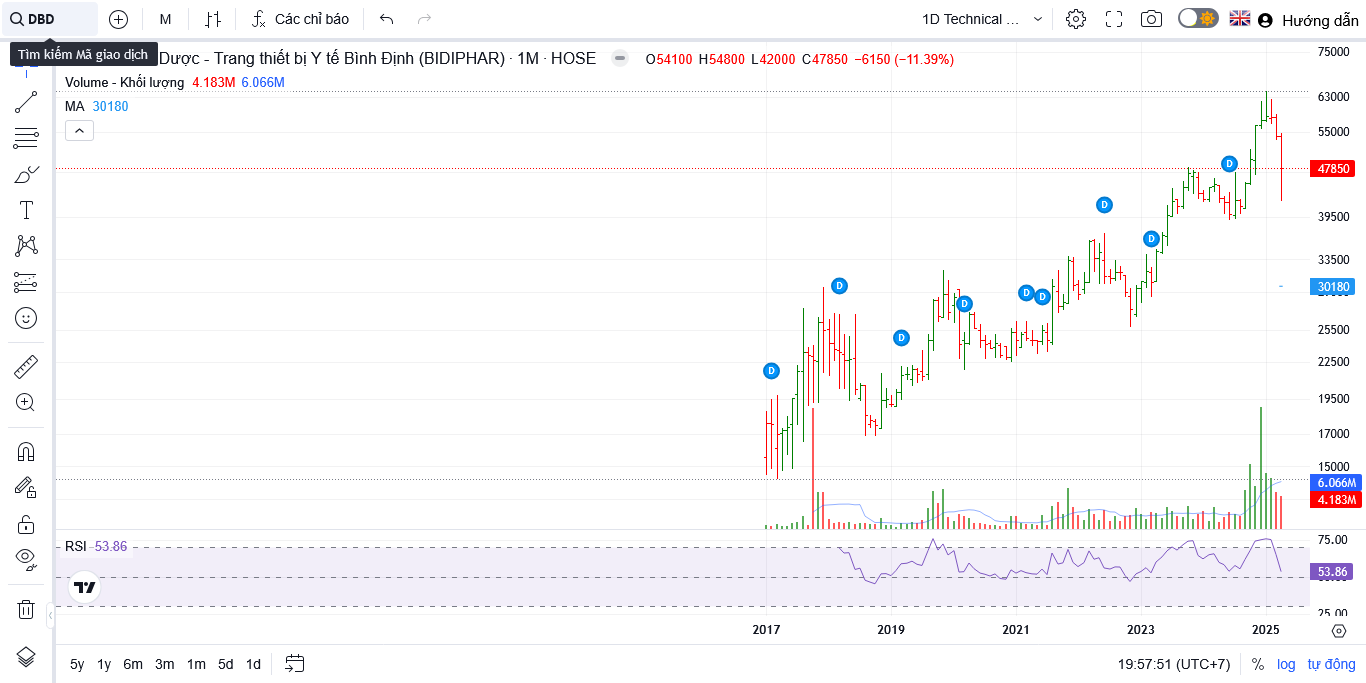 DBD
M
Các chỉ báo
1D Technical ...
Hướng dẫn
Tìm kiếm Mã giao dịch
Dược - Trang thiết bị Y tế Bình Định (BIDIPHAR) · 1M · HOSE
O54100 H54800 L42000 C47850 −6150 (−11.39%)
Volume - Khối lượng 4.183M 6.066M
MA 30180
75000
63000
55000
47850
39500
33500
30180
25500
22500
19500
17000
15000
6.066M
4.183M
D
D
D
D
D
D
D
D
D
RSI 53.86
75.00
53.86
25.00
2017
2019
2021
2023
2025
5y 1y 6m 3m 1m 5d 1d
19:57:51 (UTC+7)
% log tự động